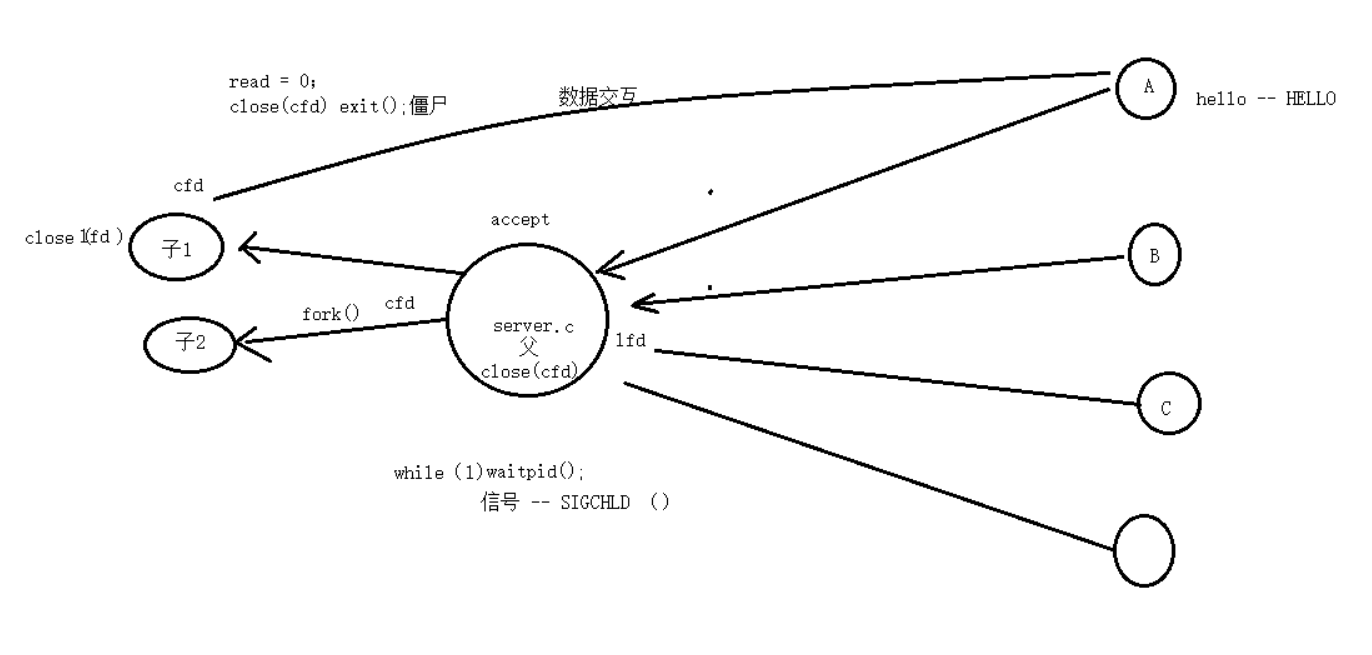 read = 0;
close(cfd) exit();僵尸
数据交互
A
hello -- HELLO
cfd
accept
close(lfd )
子1
B
cfd
fork()
server.c
父
close(cfd)
lfd
子2
C
while (1)waitpid();
信号 -- SIGCHLD ()